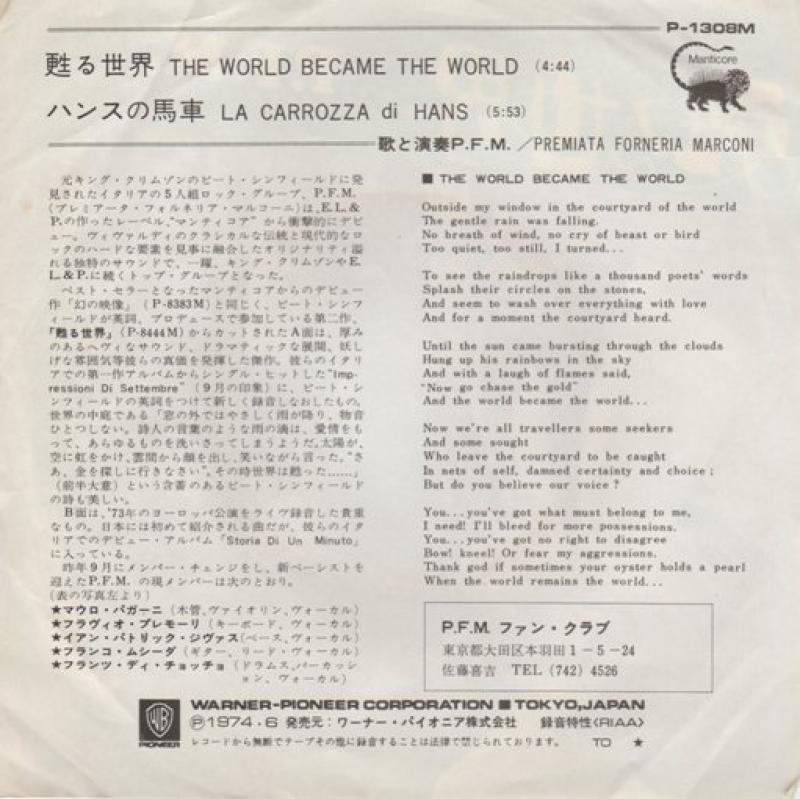 P-1308M
Manticore
甦る世界 THE WORLD BECAME THE WORLD (4:44)
ハンスの馬車 LA CARROZZA di HANS (5:53)
歌と演奏P.F.M./PREMIATA FORNERIA MARCONI
元キング・クリムゾンのピート・シンフィールドに発
見されたイタリアの5人組ロック・グループ、P.F.M.
(プレミアータ・フォルネリア・マルコーニ)は、E.L.&
P.の作ったレーベル、"マンティコア"から衝撃的にデビ
ュー。ヴィヴァルディのクラシカルな伝統と現代的なロ
ックのハードな要素を見事に融合したオリジナリティ溢
れる独特のサウンドで、一躍、キング・クリムゾンやE.
L.&P.に続くトップ・グループとなった。
ベスト・セラーとなったマンティコアからのデビュー
作「幻の映像」(P-8383M)と同じく、ピート・シンフ
ィールドが英詞、プロデュースで参加している第二作、
「甦る世界」(P-8444M)からカットされたA面は、厚み
のあるヘヴィなサウンド、ドラマティックな展開、妖し
げな雰囲気等彼らの真価を発揮した傑作。彼らのイタリ
アでの第一作アルバムからシングル・ヒットした"Imp-
ressioni Di Settembre"(9月の印象)に、ピート・シン
フィールドの英詞をつけて新しく録音しなおしたもの。
世界の中庭である「窓の外ではやさしく雨が降り、物音
ひとつしない。詩人の言葉のような雨の滴は、愛情をも
って、あらゆるものを洗いさってしまうようだ。太陽が、
空に虹をかけ、雲間から顔を出し、笑いながら言った。"さ
あ、金を探しに行きなさい"。その時世界は甦った……」
(前半大意)という含蓄のあるピート・シンフィールド
の詩も美しい。
B面は、'73年のヨーロッパ公演をライヴ録音した貴重
なもの。日本には初めて紹介される曲だが、彼らのイタ
リアでのデビュー・アルバム「Storia Di Un Minuto」
に入っている。
昨年9月にメンバー・チェンジをし、新ベーシストを
迎えたP.F.M.の現メンバーは次のとおり。
(表の写真左より)
★マウロ・パガーニ(木管、ヴァイオリン、ヴォーカル)
★フラヴィオ・プレモーリ(キーボード、ヴォーカル)
★イアン・パトリック・ジヴァス(ベース、ヴォーカル)
★フランコ・ムシーダ(ギター、リード・ヴォーカル)
★フランツ・ディ・チョッチョ(ドラムス、パーカッシ
ョン、ヴォーカル)
■ THE WORLD BECAME THE WORLD
Outside my window in the courtyard of the world
The gentle rain was falling.
No breath of wind, no cry of beast or bird
Too quiet, too still, I turned...
To see the raindrops like a thousand poets' words
Splash their circles on the stones,
And seem to wash over everything with love
And for a moment the courtyard heard.
Until the sun came bursting through the clouds
Hung up his rainbows in the sky
And with a laugh of flames said,
"Now go chase the gold"
And the world became the world...
Now we're all travellers some seekers
And some sought
Who leave the courtyard to be caught
In nets of self, damned certainty and choice;
But do you believe our voice?
You...you've got what must belong to me,
I need! I'll bleed for more possessions.
You...you've got no right to disagree
Bow! kneel! Or fear my aggressions.
Thank god if sometimes your oyster holds a pearl
When the world remains the world...
P.F.M. ファン・クラブ
東京都大田区本羽田1-5-24
佐藤喜吉 TEL (742) 4526
WB
PIONEER
WARNER-PIONEER CORPORATION ■ TOKYO, JAPAN
Ⓟ1974・6 発売元:ワーナー・パイオニア株式会社 録音特性〈RIAA〉
レコードから無断でテープその他に録音することは法律で禁じられております。 TO ★